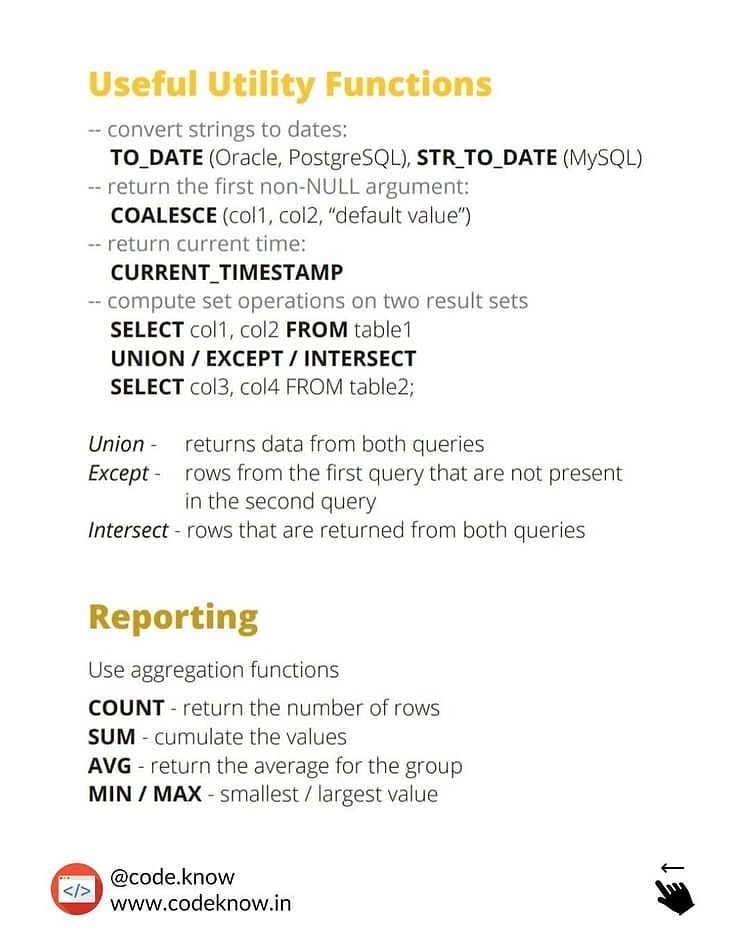 Useful Utility Functions
-- convert strings to dates:
TO_DATE (Oracle, PostgreSQL), STR_TO_DATE (MySQL)
-- return the first non-NULL argument:
COALESCE (col1, col2, “default value”)
-- return current time:
CURRENT_TIMESTAMP
-- compute set operations on two result sets
SELECT col1, col2 FROM table1
UNION / EXCEPT / INTERSECT
SELECT col3, col4 FROM table2;
Union - returns data from both queries
Except - rows from the first query that are not present
in the second query
Intersect - rows that are returned from both queries
Reporting
Use aggregation functions
COUNT - return the number of rows
SUM - cumulate the values
AVG - return the average for the group
MIN / MAX - smallest / largest value
</>
@code.know
www.codeknow.in